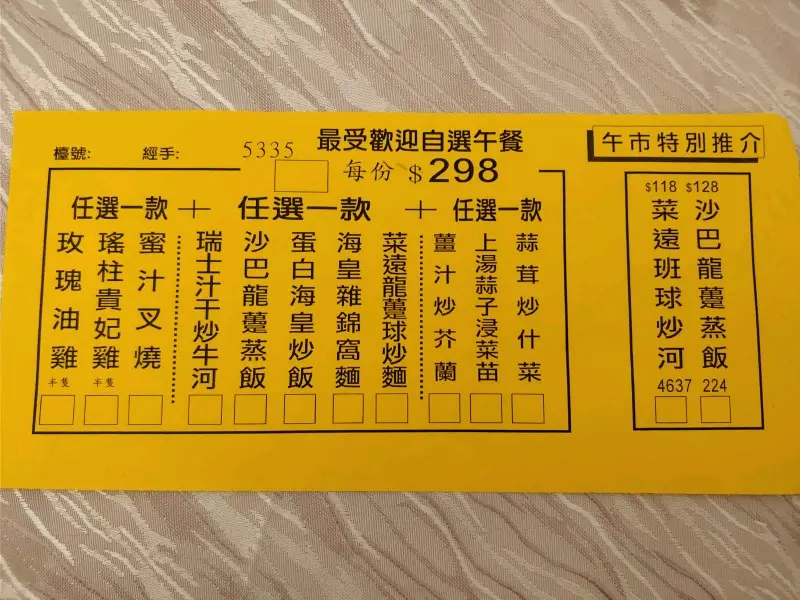 檯號:
經手:
5335
最受歡迎自選午餐
每份 $298
任選一款 + 任選一款 + 任選一款
蜜汁叉燒
瑤柱貴妃雞 半隻
玫瑰油雞 半隻
菜遠龍躉球炒麵
海皇雜錦窩麵
蛋白海皇炒飯
沙巴龍躉蒸飯
瑞士汁干炒牛河
蒜茸炒什菜
上湯蒜子浸菜苗
薑汁炒芥蘭
午市特別推介
$128
沙巴龍躉蒸飯
224
$118
菜遠班球炒河
4637